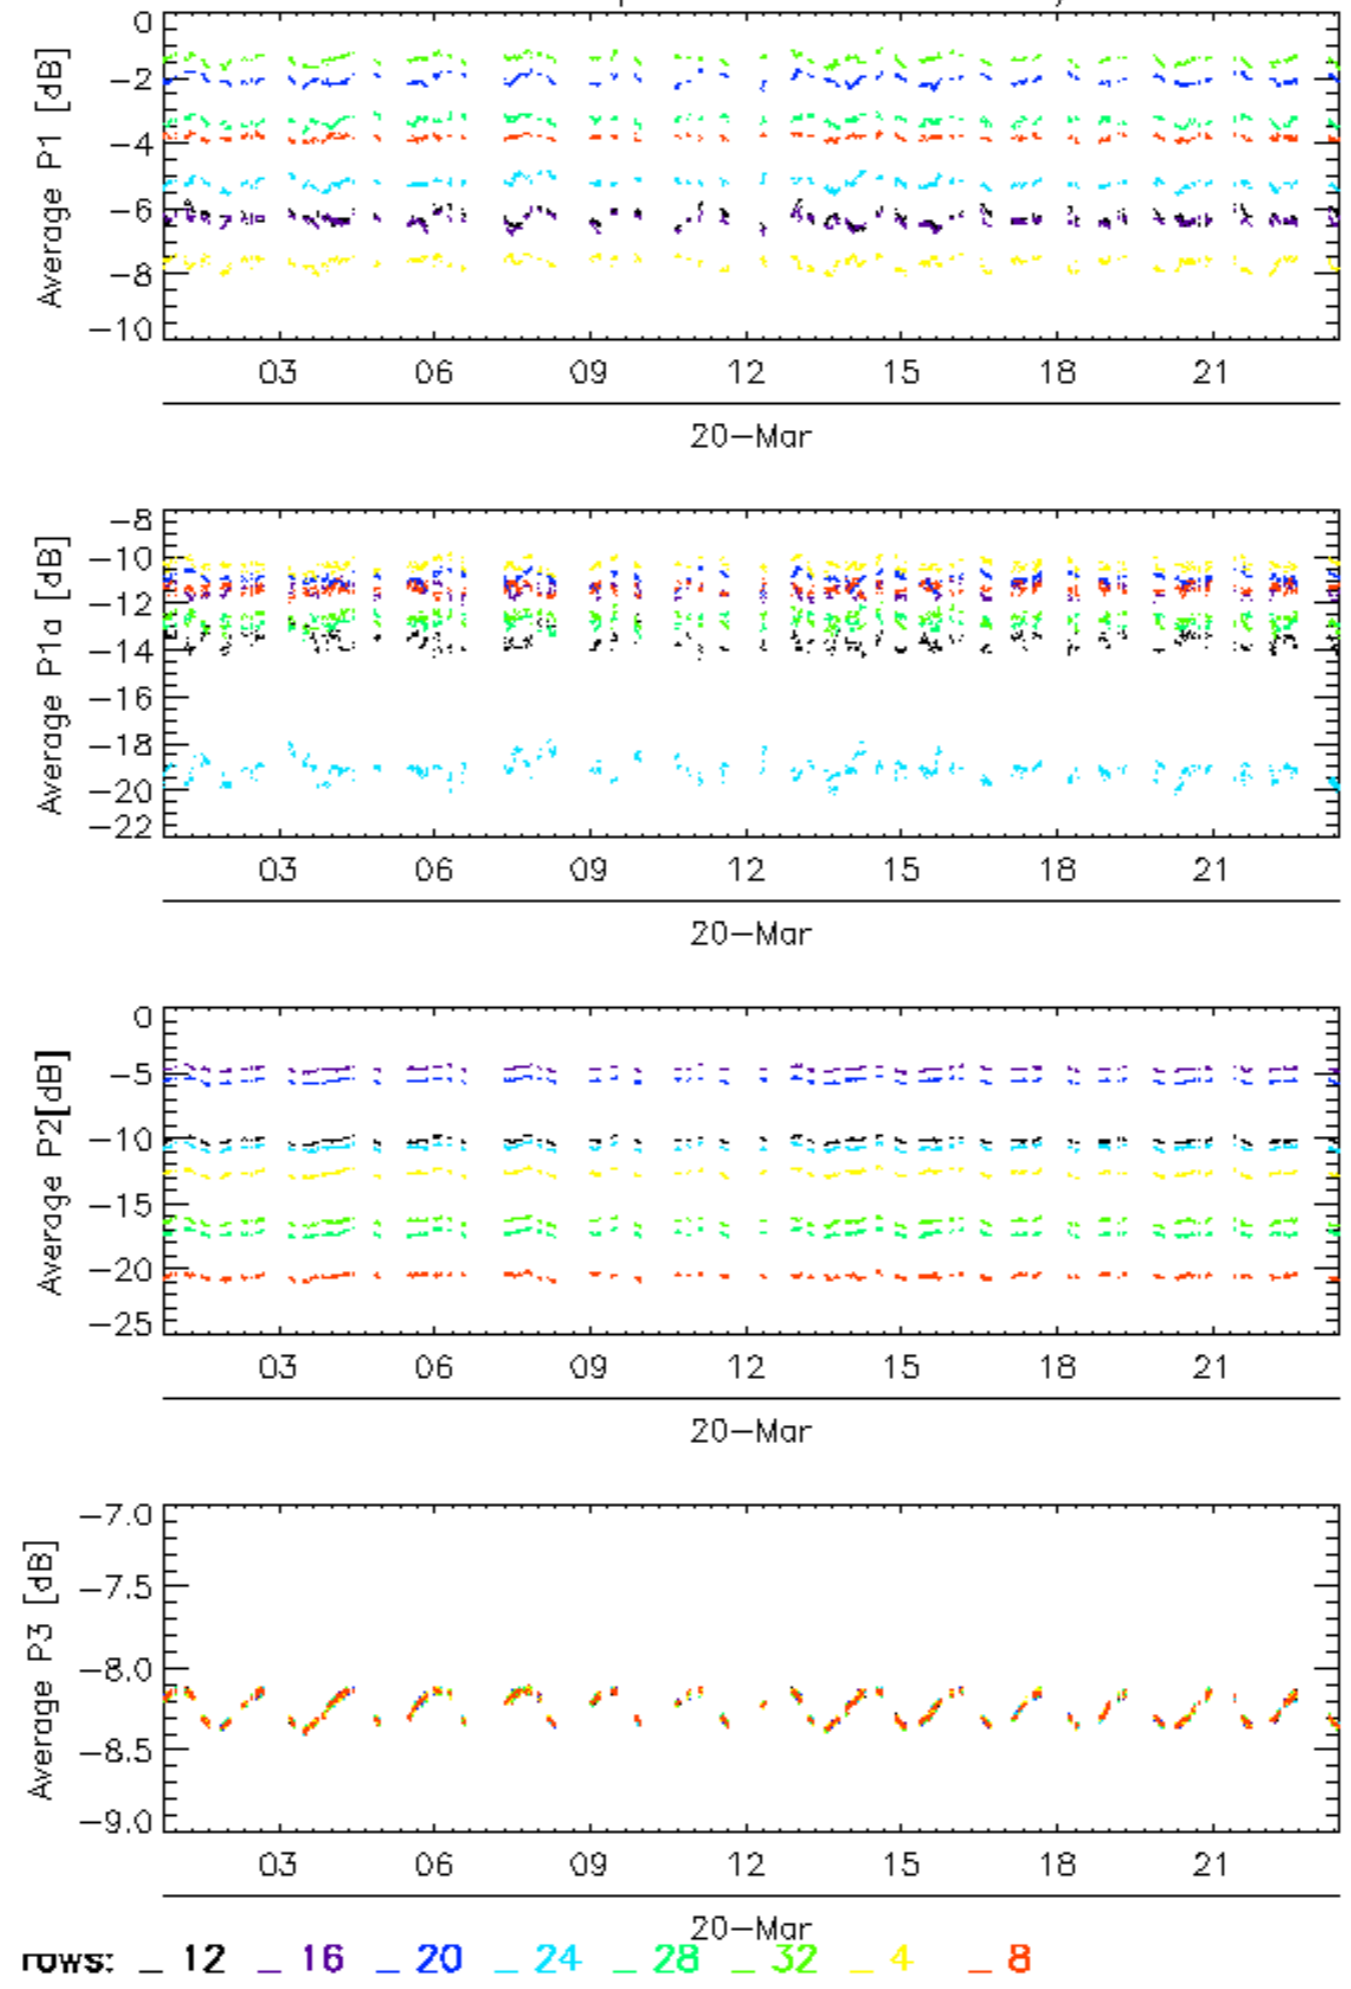 0
−2
−4
−6
−8
−10
Average P1 [dB]
03 06 09 12 15 18 21
20−Mar
−8
−10
−12
−14
−16
−18
−20
−22
Average P1a [dB]
03 06 09 12 15 18 21
20−Mar
0
−5
−10
−15
−20
−25
Average P2[dB]
03 06 09 12 15 18 21
20−Mar
−7.0
−7.5
−8.0
−8.5
−9.0
Average P3 [dB]
03 06 09 12 15 18 21
20−Mar
rows: _ 12 _ 16 _ 20 _ 24 _ 28 _ 32 _ 4 _ 8